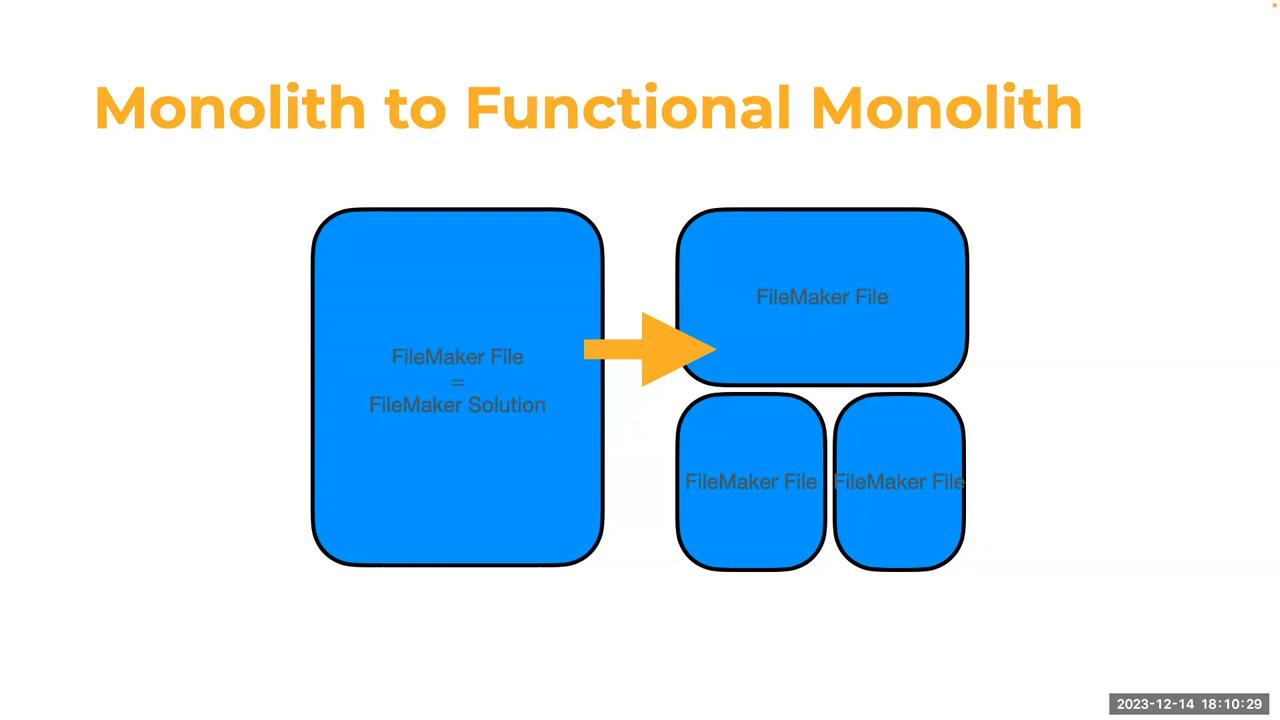 Monolith to Functional Monolith
FileMaker File
=
FileMaker Solution
FileMaker File
FileMaker File
FileMaker File
2023-12-14 18:10:29